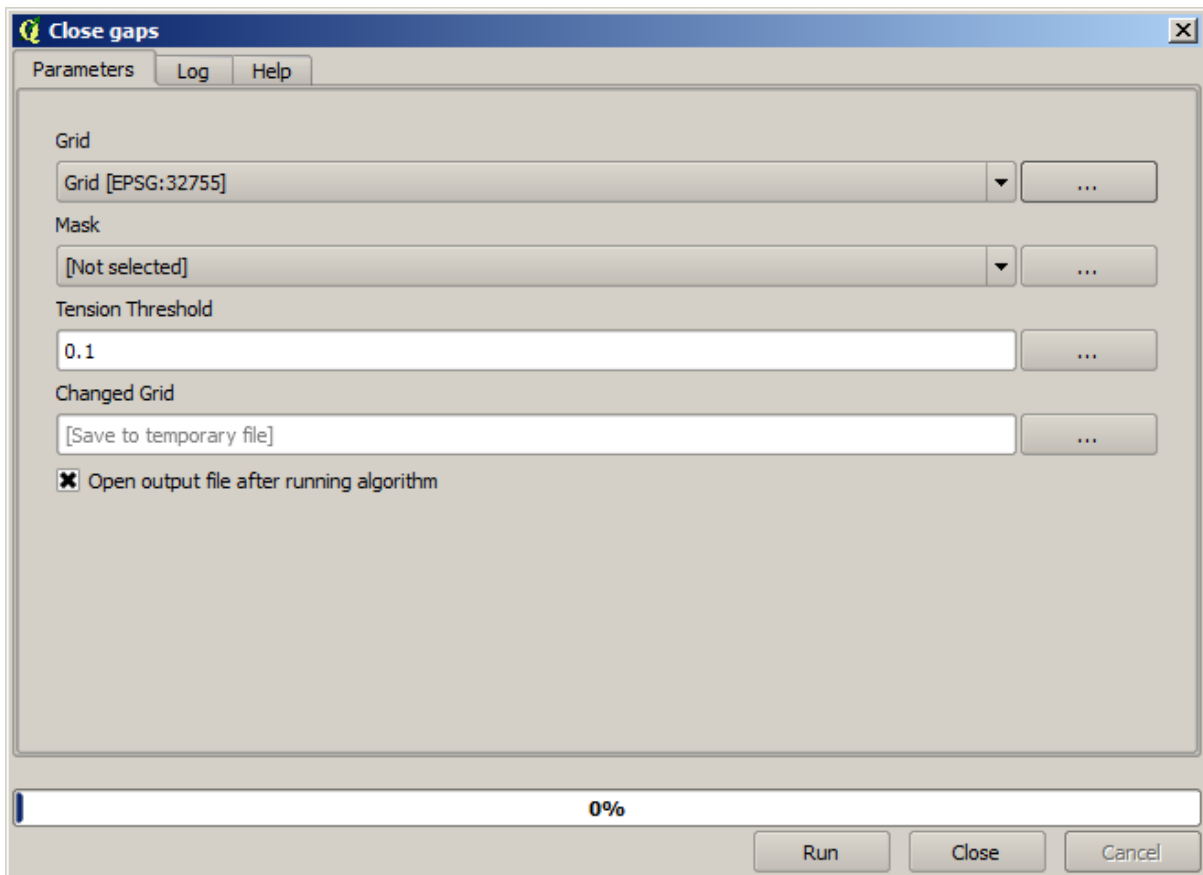 Close gaps
Parameters Log Help
Grid
Grid [EPSG:32755] ...
Mask
[Not selected] ...
Tension Threshold
0.1 ...
Changed Grid
[Save to temporary file] ...
Open output file after running algorithm
0%
Run Close Cancel